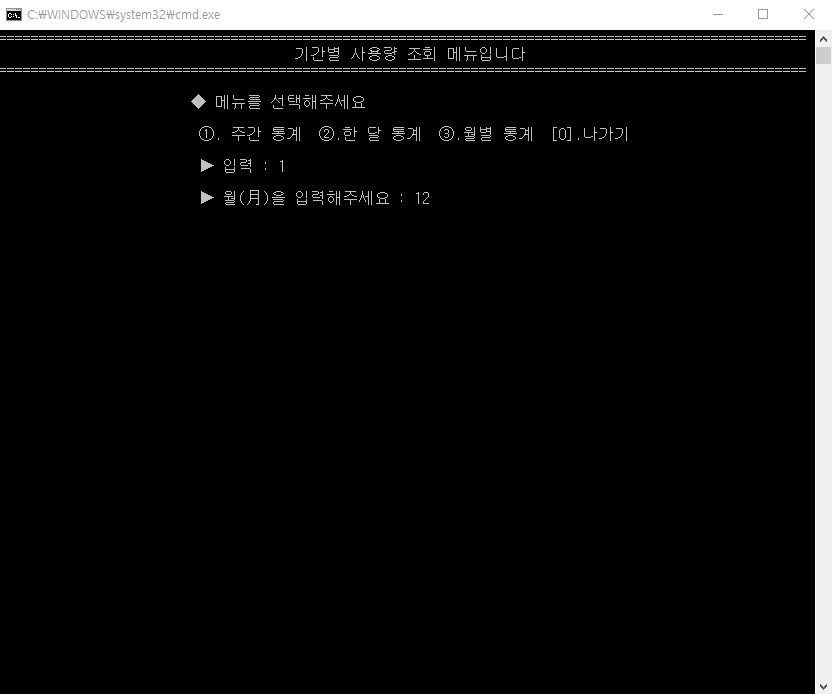 C:₩WINDOWS₩system32₩cmd.exe
=====================================================================================================
기간별 사용량 조회 메뉴입니다
=====================================================================================================
◆ 메뉴를 선택해주세요
①. 주간 통계 ②.한 달 통계 ③.월별 통계 [0].나가기
▶ 입력 : 1
▶ 월(月)을 입력해주세요 : 12